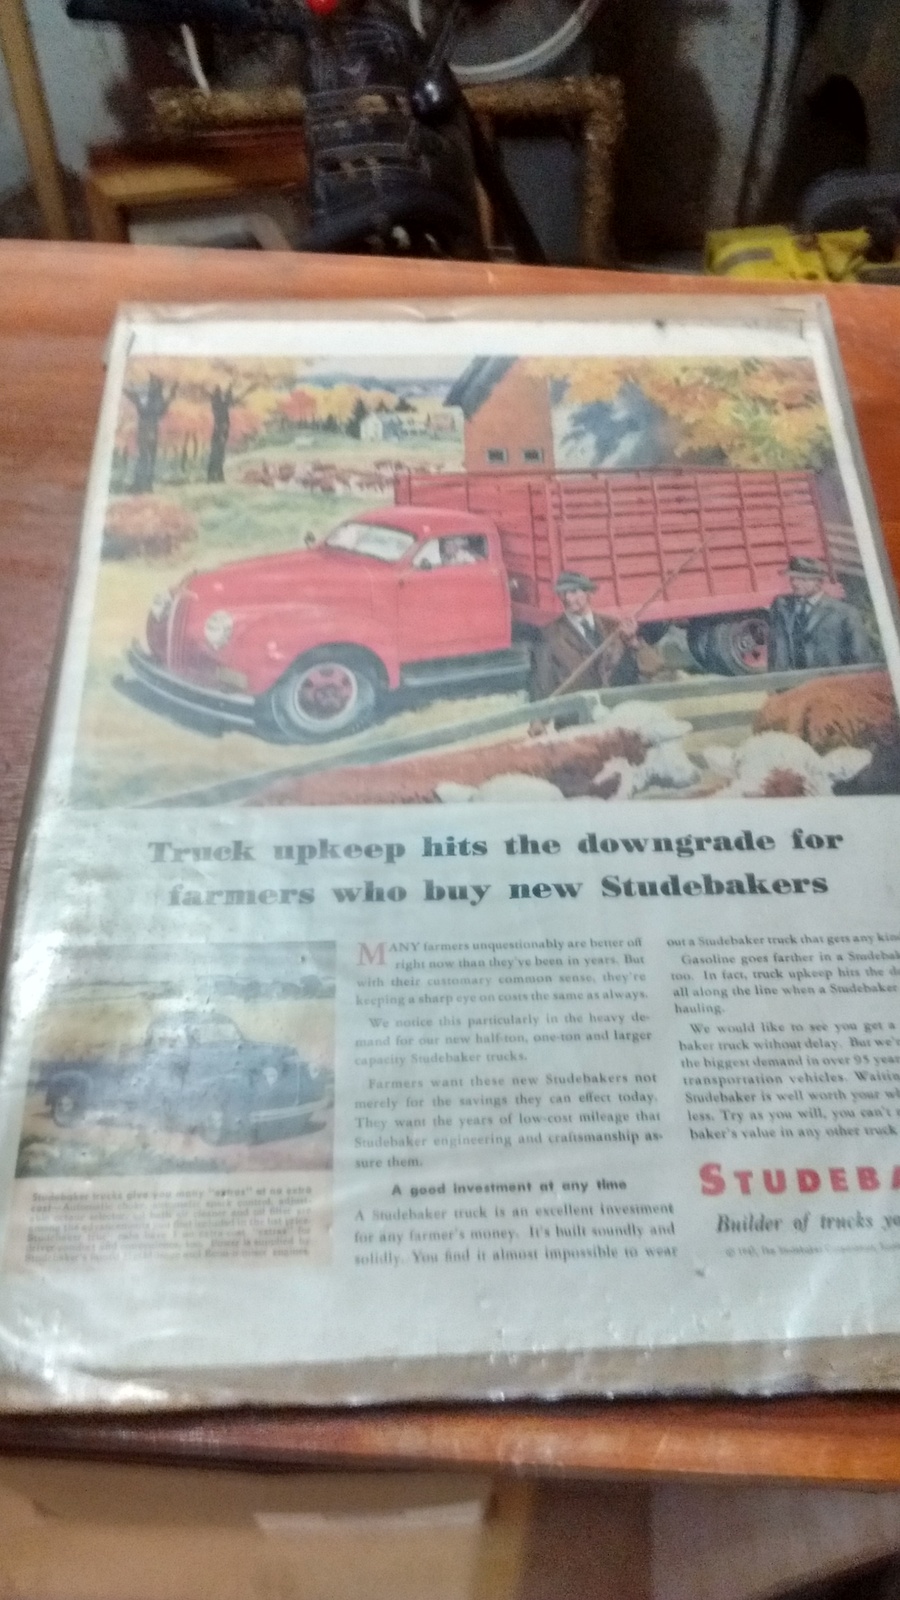 Truck upkeep hits the downgrade for
farmers who buy new Studebakers
MANY farmers unquestionably are better off
right now than they've been in years. But
with their customary common sense, they're
keeping a sharp eye on costs the same as always.
We notice this particularly in the heavy de-
mand for our new half-ton, one-ton and larger
capacity Studebaker trucks.
Farmers want these new Studebakers not
merely for the savings they can effect today.
They want the years of low-cost mileage that
Studebaker engineering and craftsmanship as-
sure them.
A good investment at any time
A Studebaker truck is an excellent investment
for any farmer's money. It's built soundly and
solidly. You find it almost impossible to wear
out a Studebaker truck that gets any kin
Gasoline goes farther in a Studebak
too. In fact, truck upkeep hits the d
all along the line when a Studebaker
hauling.
We would like to see you get a
baker truck without delay. But we'
the biggest demand in over 95 year
transportation vehicles. Waitin
Studebaker is well worth your w
less. Try as you will, you can't
baker's value in any other truck
STUDEBA
Builder of trucks yo
Studebaker trucks give you many "extras" at no extra